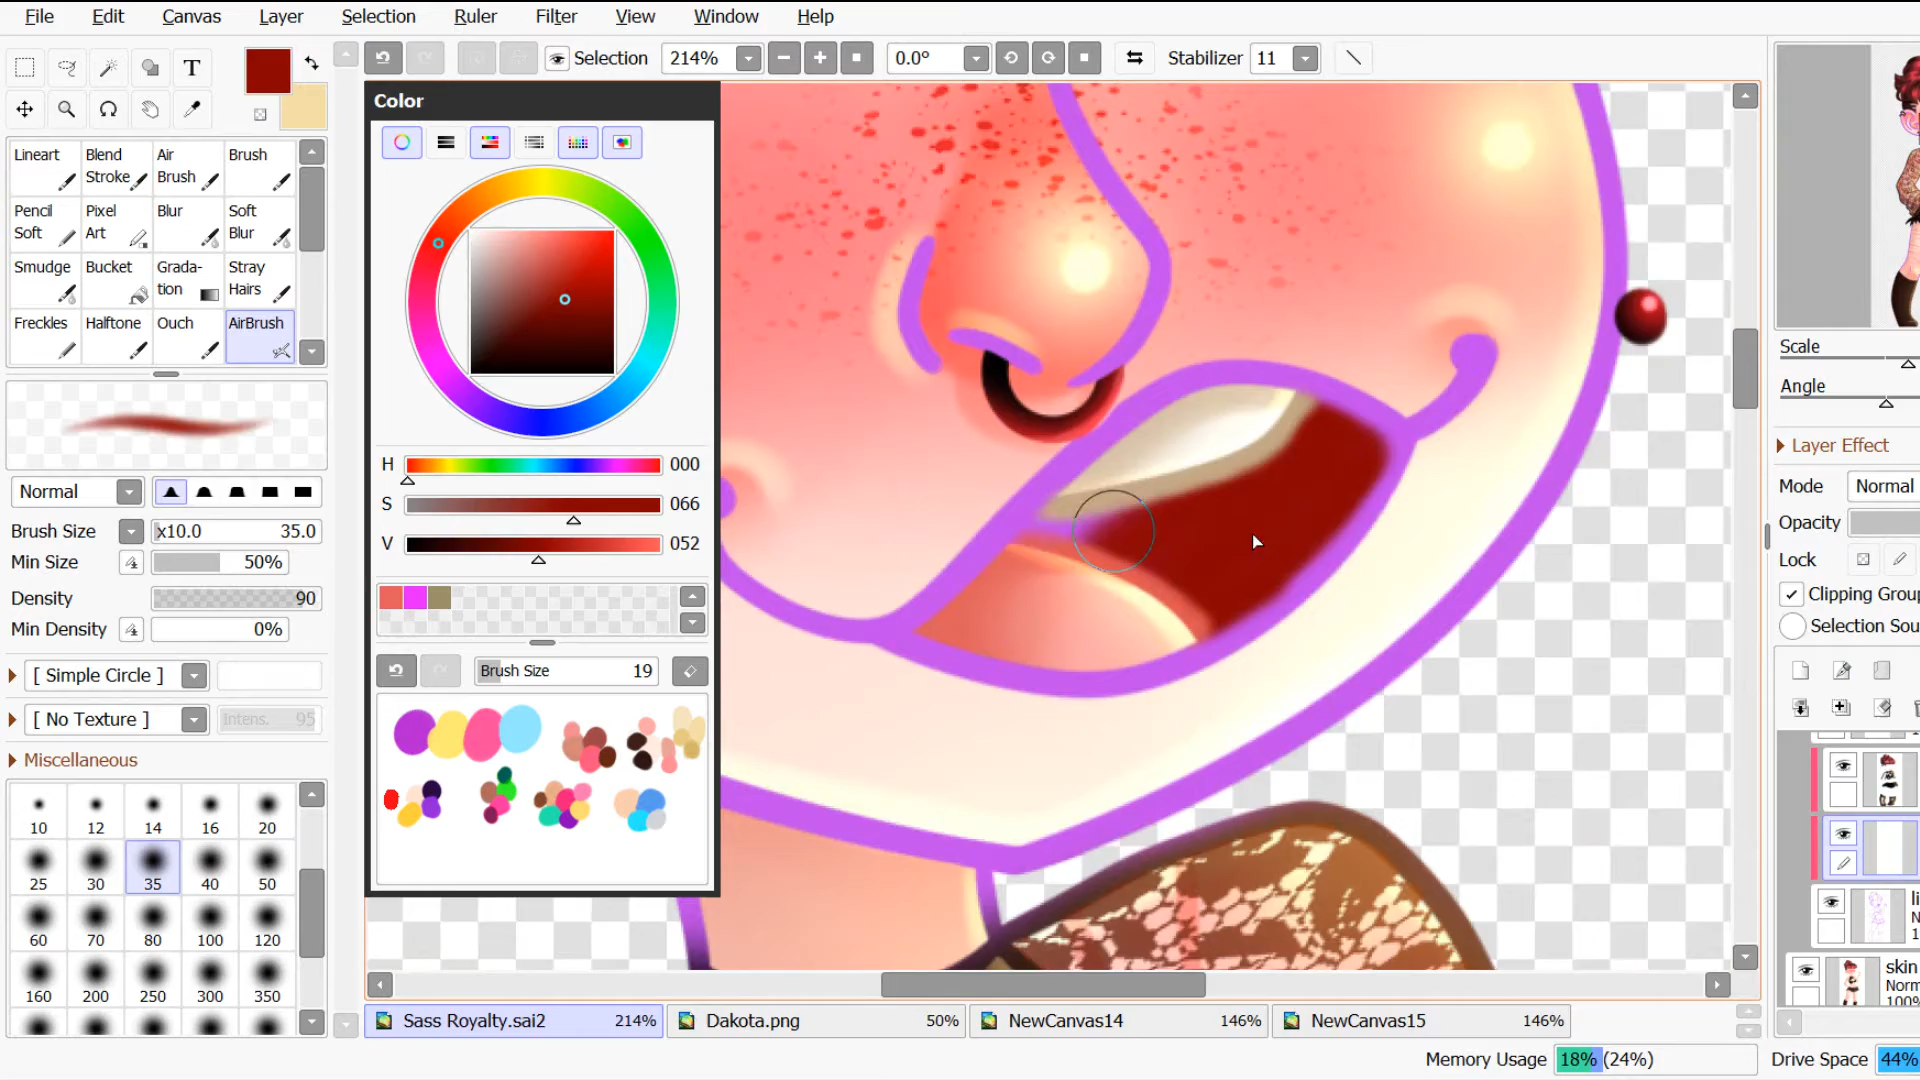 File Edit Canvas Layer Selection Ruler Filter View Window Help
Selection 214% 0.0° Stabilizer 11
T
Color
Lineart Blend Stroke Air Brush Brush
Pencil Soft Pixel Art Blur Soft Blur
Smudge Bucket Grada-tion Stray Hairs
Freckles Halftone Ouch AirBrush
H 000
S 066
V 052
Normal
Brush Size x10.0 35.0
Min Size 50%
Density 90
Min Density 0%
[ Simple Circle ]
[ No Texture ] Intens. 95
Miscellaneous
10 12 14 16 20
25 30 35 40 50
60 70 80 100 120
160 200 250 300 350
Brush Size 19
Scale
Angle
Layer Effect
Mode Normal
Opacity
Lock
Clipping Group
Selection Sou
li
N
1
skin
Norm
100%
Sass Royalty.sai2 214% Dakota.png 50% NewCanvas14 146% NewCanvas15 146%
Memory Usage 18% (24%) Drive Space 44%